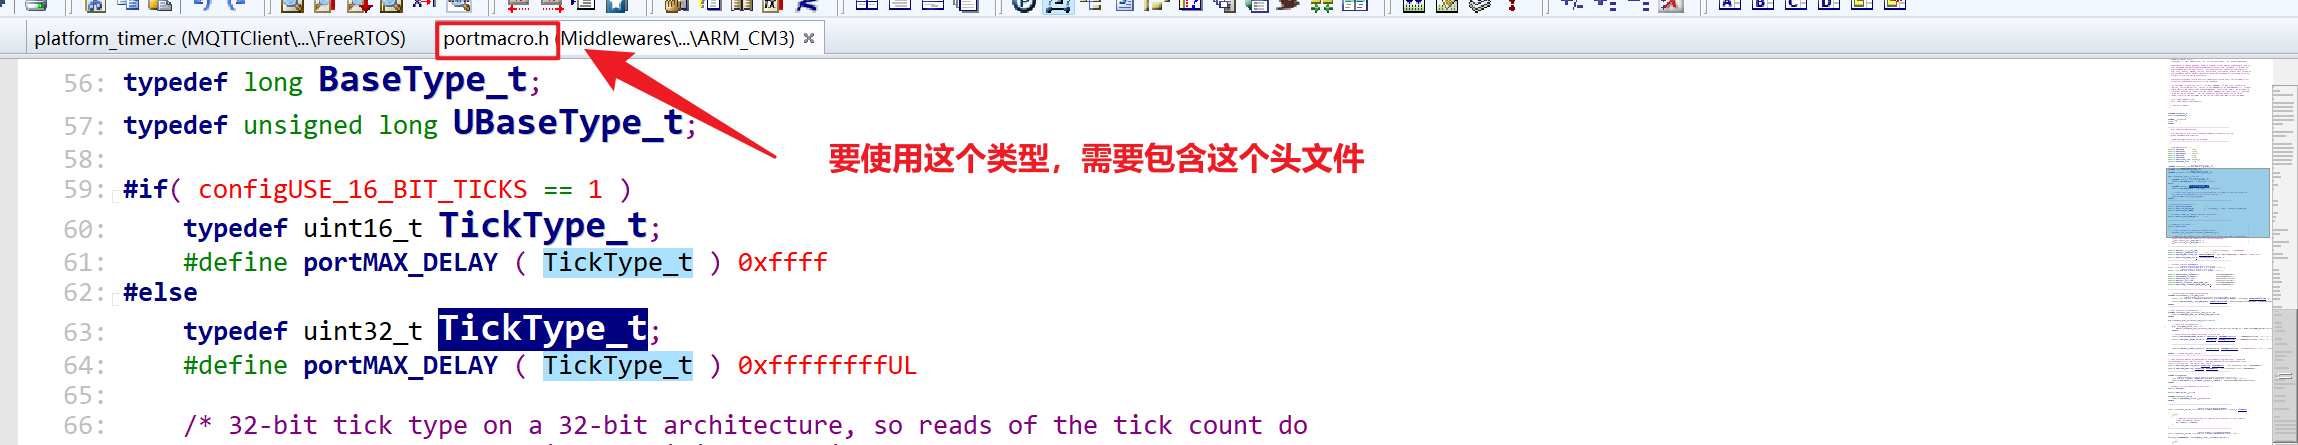 platform_timer.c (MQTTClient\...\FreeRTOS) portmacro.h (Middlewares\...\ARM_CM3)
56: typedef long BaseType_t;
57: typedef unsigned long UBaseType_t;
要使用这个类型，需要包含这个头文件
58:
59: #if( configUSE_16_BIT_TICKS == 1 )
60: typedef uint16_t TickType_t;
61: #define portMAX_DELAY ( TickType_t ) 0xffff
62: #else
63: typedef uint32_t TickType_t;
64: #define portMAX_DELAY ( TickType_t ) 0xffffffffUL
65:
66: /* 32-bit tick type on a 32-bit architecture, so reads of the tick count do